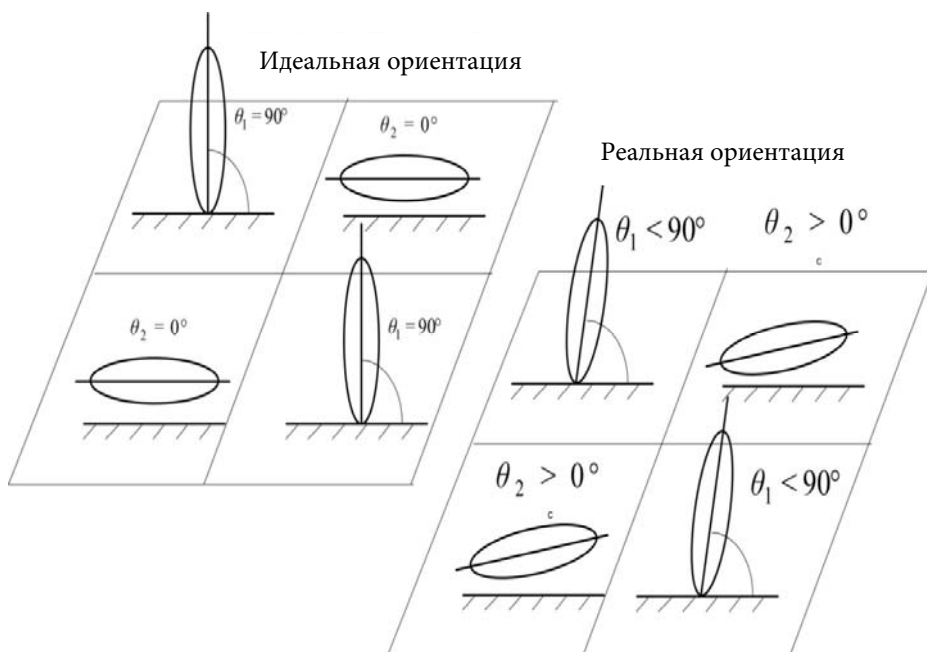 Идеальная ориентация
θ₁ = 90°
θ₂ = 0°
θ₂ = 0°
θ₁ = 90°
Реальная ориентация
θ₁ < 90°
θ₂ > 0°
c
θ₂ > 0°
c
θ₁ < 90°